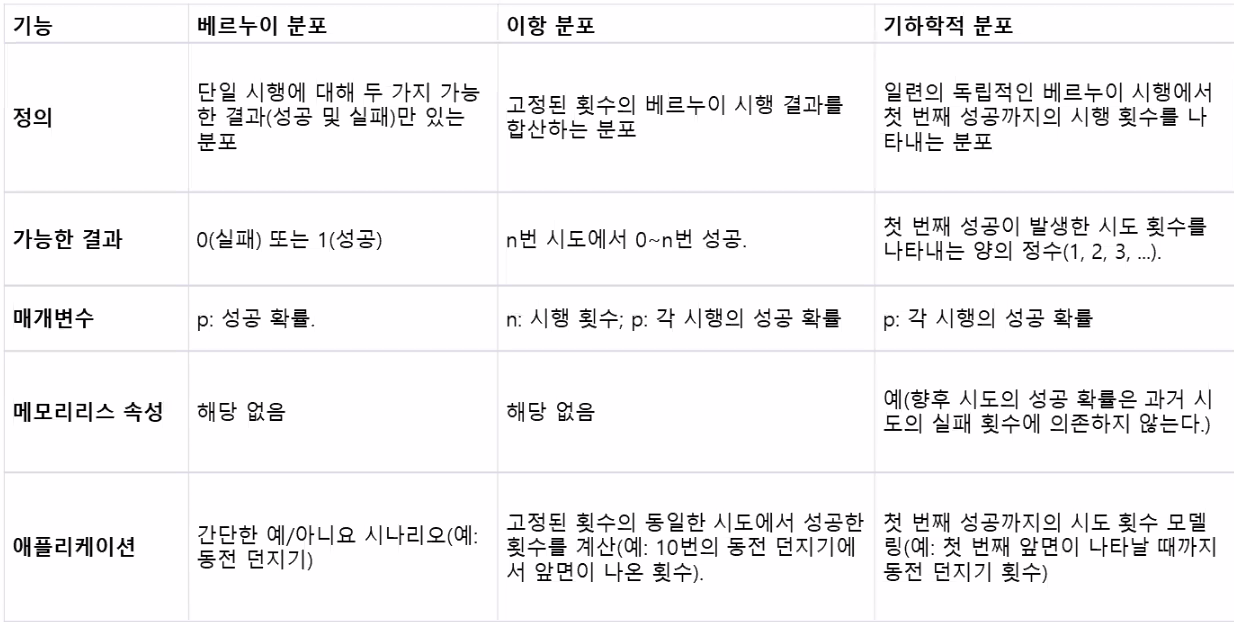 기능
베르누이 분포
이항 분포
기하학적 분포
정의
단일 시행에 대해 두 가지 가능
한 결과(성공 및 실패)만 있는
분포
고정된 횟수의 베르누이 시행 결과를
합산하는 분포
일련의 독립적인 베르누이 시행에서
첫 번째 성공까지의 시행 횟수를 나
타내는 분포
가능한 결과
0(실패) 또는 1(성공)
n번 시도에서 0~n번 성공.
첫 번째 성공이 발생한 시도 횟수를
나타내는 양의 정수(1, 2, 3, ...).
매개변수
p: 성공 확률.
n: 시행 횟수; p: 각 시행의 성공 확률
p: 각 시행의 성공 확률
메모리리스 속성
해당 없음
해당 없음
예(향후 시도의 성공 확률은 과거 시
도의 실패 횟수에 의존하지 않는다.)
애플리케이션
간단한 예/아니요 시나리오(예:
동전 던지기)
고정된 횟수의 동일한 시도에서 성공한
횟수를 계산(예: 10번의 동전 던지기에
서 앞면이 나온 횟수).
첫 번째 성공까지의 시도 횟수 모델
링(예: 첫 번째 앞면이 나타날 때까지
동전 던지기 횟수)